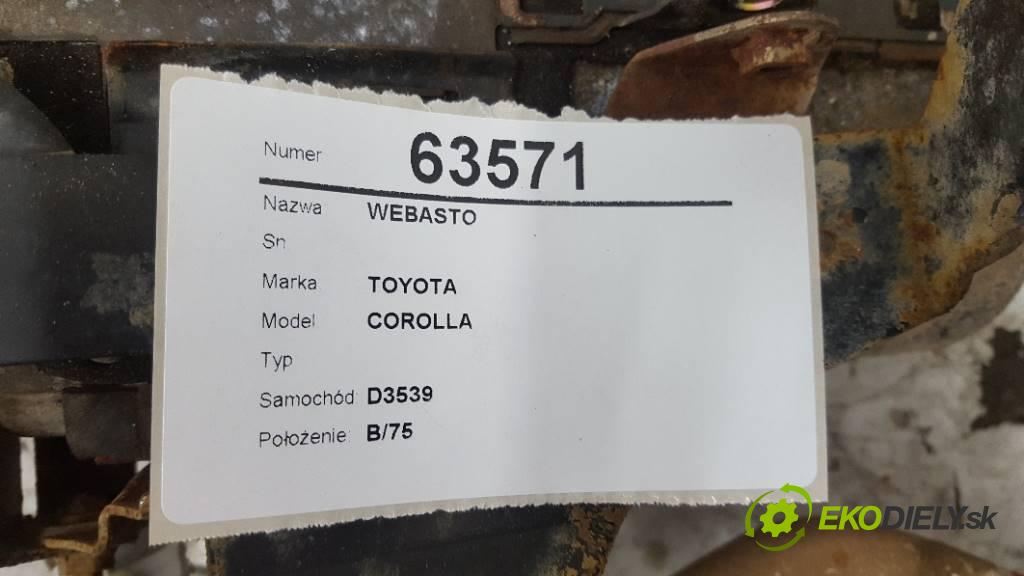 Numer 63571
Nazwa WEBASTO
Sn
Marka TOYOTA
Model COROLLA
Typ
Samochód: D3539
Położenie: B/75
EKODIELY.sk